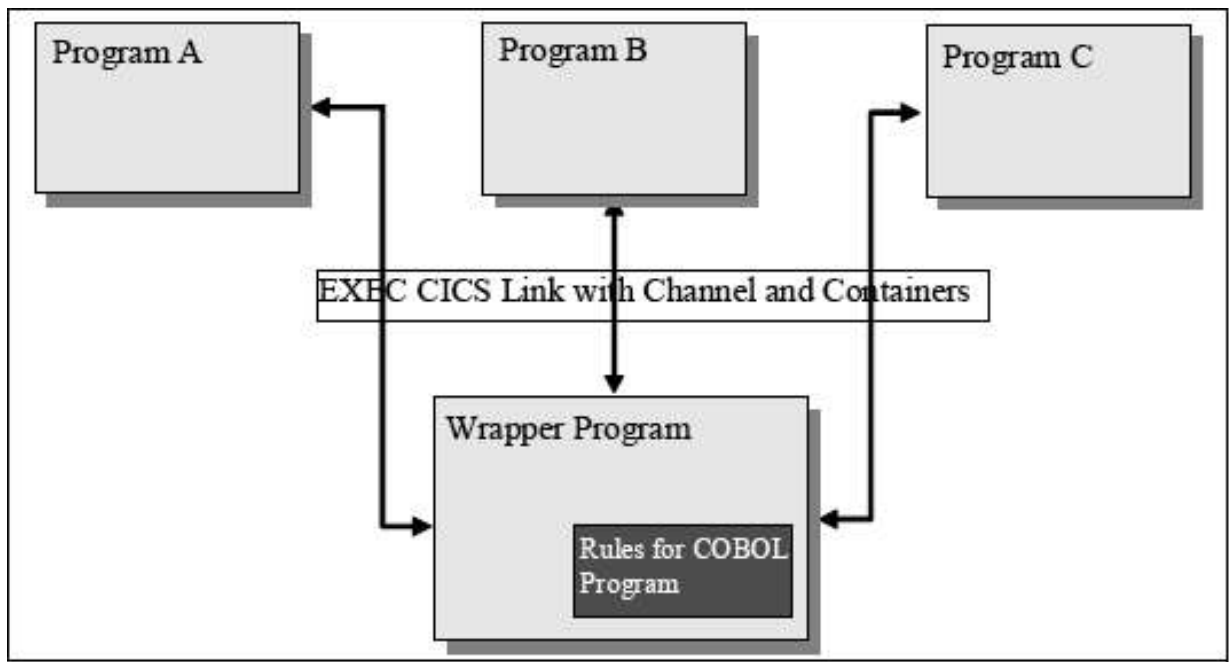 Program A
Program B
Program C
EXEC CICS Link with Channel and Containers
Wrapper Program
Rules for COBOL
Program